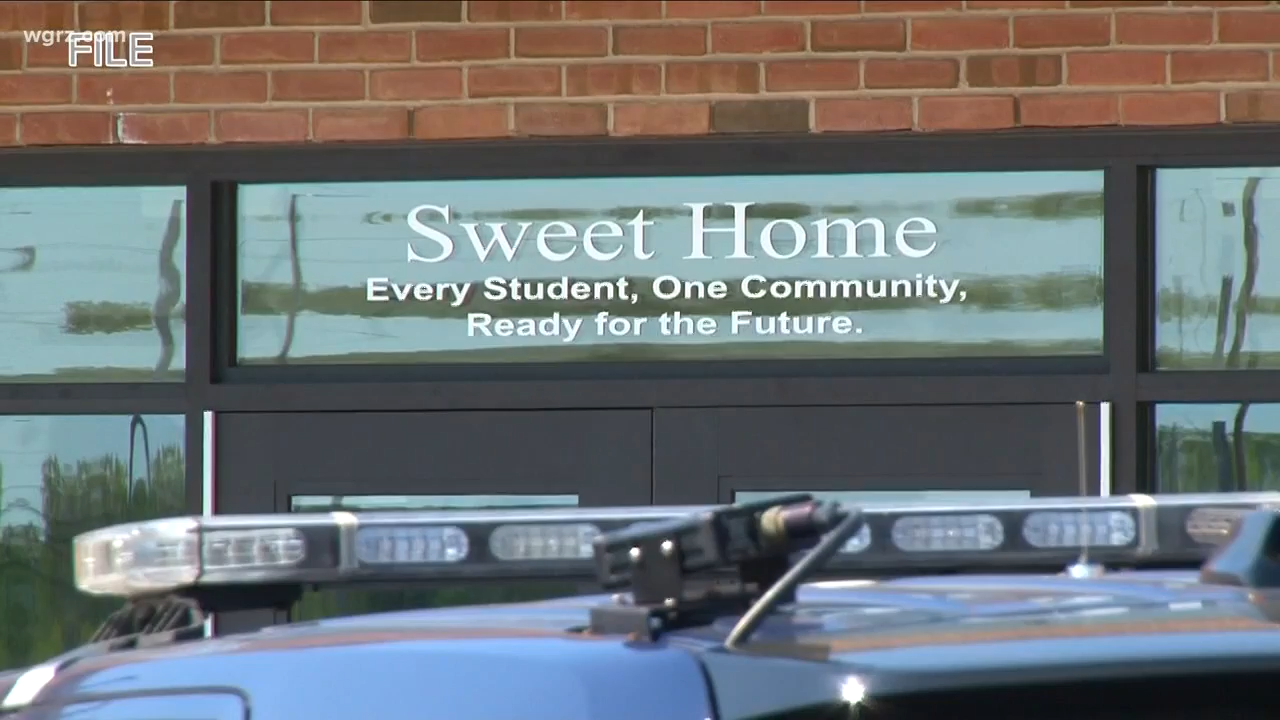 wgrz.com
FILE
Sweet Home
Every Student, One Community,
Ready for the Future.